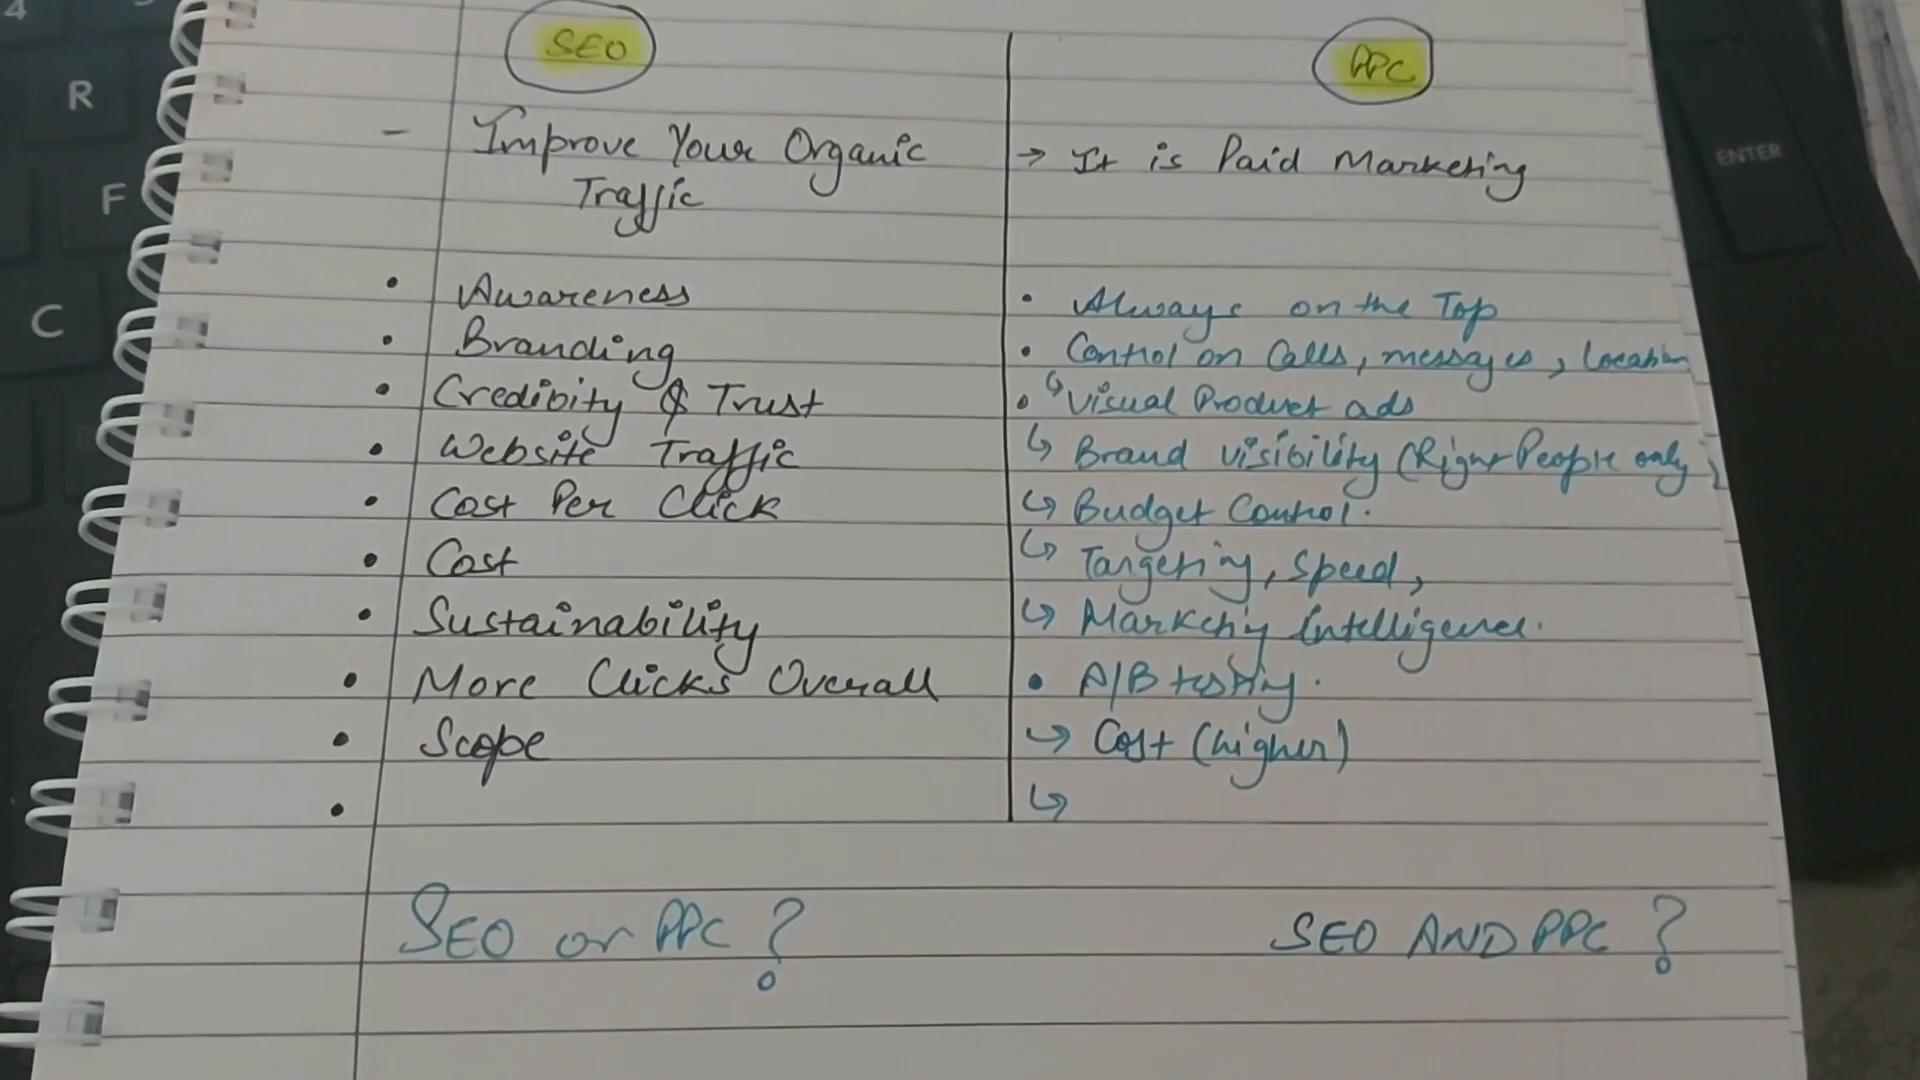 SEO
- Improve Your Organic
Traffic
• Awareness
• Branding
• Credibity & Trust
• Website Traffic
• Cost Per Click
• Cost
• Sustainability
• More Clicks Overall
• Scope
•
PPC
→ It is Paid Marketing
• Always on the Top
• Control on Calls, messages, location
• ↳ Visual Product ads
↳ Brand visibility (Right People only)
↳ Budget Control.
↳ Targeting, Speed,
↳ Marketing intelligence.
• A/B testing.
↪ Cost (higher)
↳
SEO or PPC ?
SEO AND PPC ?
4
R
F
C
ENTER